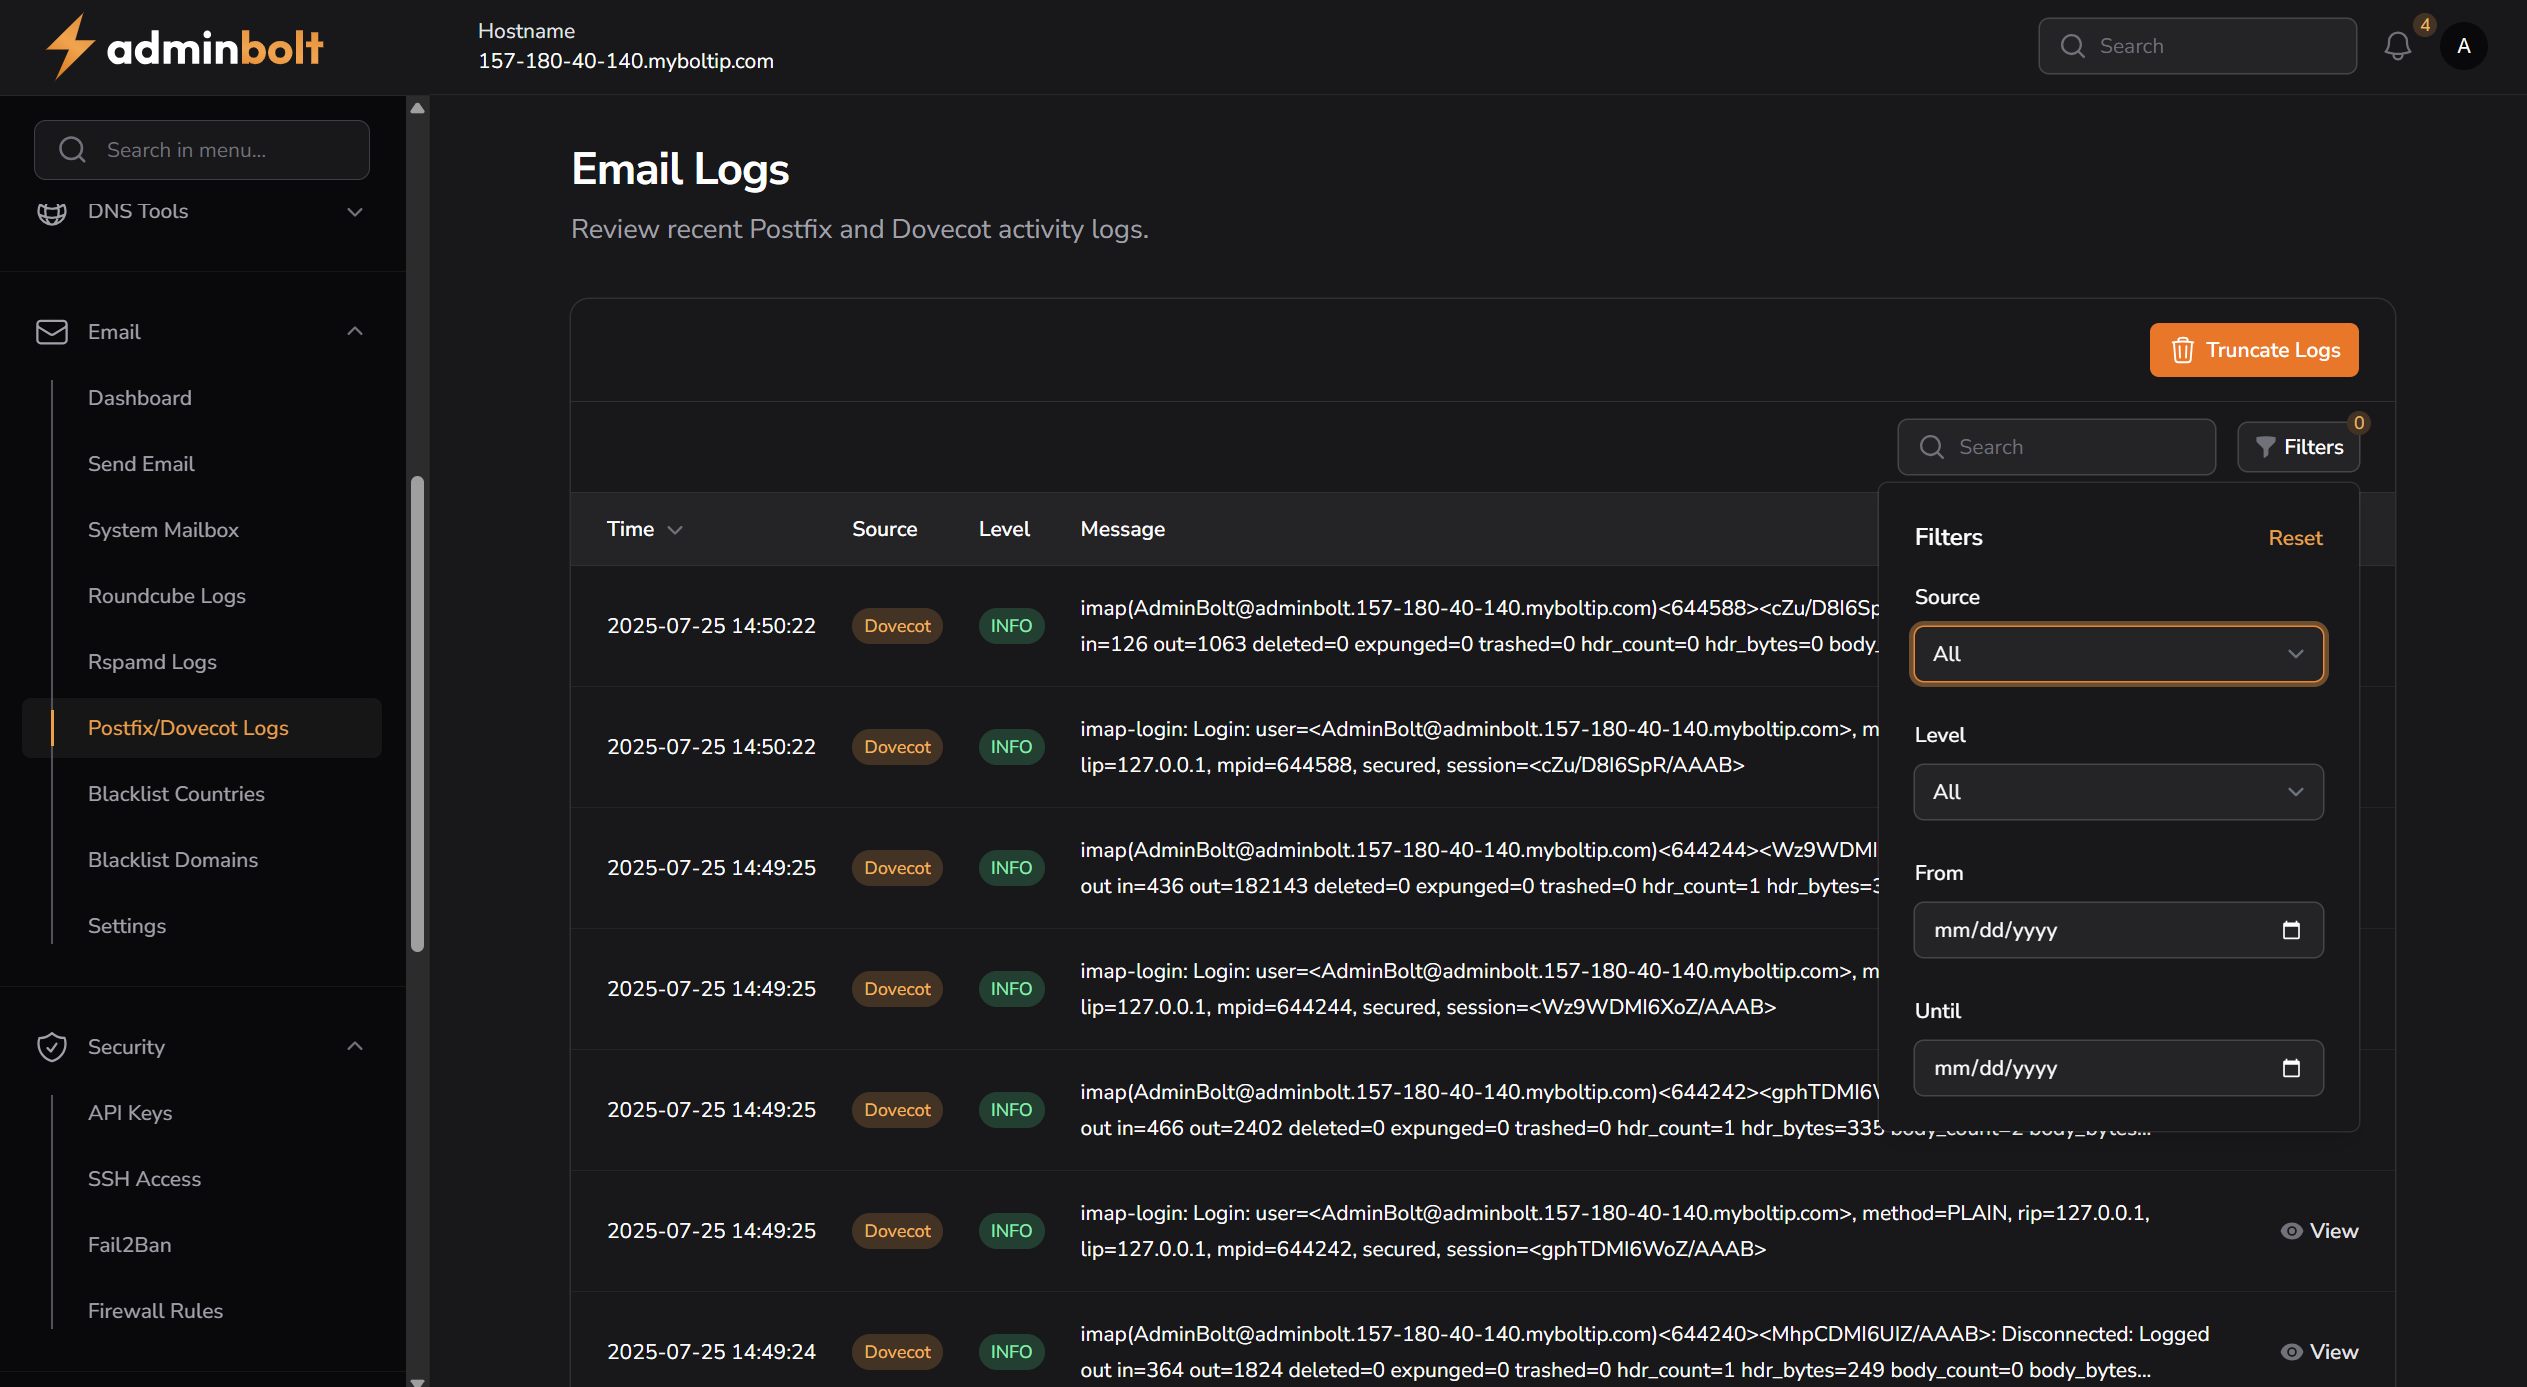 adminbolt
Hostname
157-180-40-140.myboltip.com
Search
4
A
Search in menu...
DNS Tools
Email
Dashboard
Send Email
System Mailbox
Roundcube Logs
Rspamd Logs
Postfix/Dovecot Logs
Blacklist Countries
Blacklist Domains
Settings
Security
API Keys
SSH Access
Fail2Ban
Firewall Rules
Email Logs
Review recent Postfix and Dovecot activity logs.
Truncate Logs
Search
Filters
0
Time Source Level Message
2025-07-25 14:50:22 Dovecot INFO imap(AdminBolt@adminbolt.157-180-40-140.myboltip.com)<644588><cZu/D8I6Sp
in=126 out=1063 deleted=0 expunged=0 trashed=0 hdr_count=0 hdr_bytes=0 body_
2025-07-25 14:50:22 Dovecot INFO imap-login: Login: user=<AdminBolt@adminbolt.157-180-40-140.myboltip.com>, m
lip=127.0.0.1, mpid=644588, secured, session=<cZu/D8I6SpR/AAAB>
2025-07-25 14:49:25 Dovecot INFO imap(AdminBolt@adminbolt.157-180-40-140.myboltip.com)<644244><Wz9WDMI
out in=436 out=182143 deleted=0 expunged=0 trashed=0 hdr_count=1 hdr_bytes=3
2025-07-25 14:49:25 Dovecot INFO imap-login: Login: user=<AdminBolt@adminbolt.157-180-40-140.myboltip.com>, m
lip=127.0.0.1, mpid=644244, secured, session=<Wz9WDMI6XoZ/AAAB>
2025-07-25 14:49:25 Dovecot INFO imap(AdminBolt@adminbolt.157-180-40-140.myboltip.com)<644242><gphTDMI6
out in=466 out=2402 deleted=0 expunged=0 trashed=0 hdr_count=1 hdr_bytes=335 body_count=2 body_bytes...
2025-07-25 14:49:25 Dovecot INFO imap-login: Login: user=<AdminBolt@adminbolt.157-180-40-140.myboltip.com>, method=PLAIN, rip=127.0.0.1,
lip=127.0.0.1, mpid=644242, secured, session=<gphTDMI6WoZ/AAAB>
View
2025-07-25 14:49:24 Dovecot INFO imap(AdminBolt@adminbolt.157-180-40-140.myboltip.com)<644240><MhpCDMI6UIZ/AAAB>: Disconnected: Logged
out in=364 out=1824 deleted=0 expunged=0 trashed=0 hdr_count=1 hdr_bytes=249 body_count=0 body_bytes...
View
Filters
Reset
Source
All
Level
All
From
mm/dd/yyyy
Until
mm/dd/yyyy